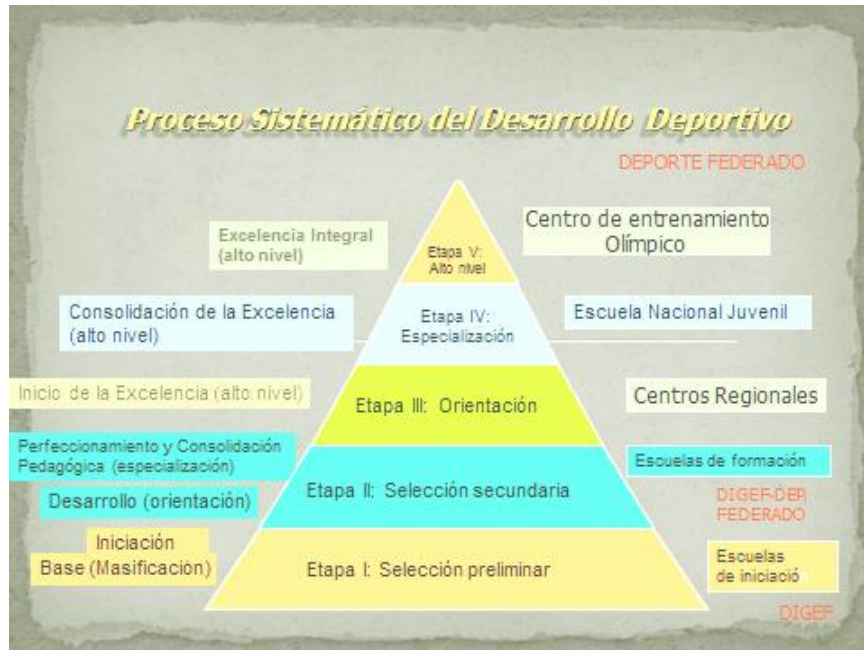 Proceso Sistemático del Desarrollo Deportivo
DEPORTE FEDERADO
Excelencia Integral
(alto nivel)
Etapa V:
Alto nivel
Centro de entrenamiento
Olímpico
Consolidación de la Excelencia
(alto nivel)
Etapa IV:
Especialización
Escuela Nacional Juvenil
Inicio de la Excelencia (alto nivel)
Etapa III: Orientación
Centros Regionales
Perfeccionamiento y Consolidación
Pedagógica (especialización)
Desarrollo (orientación)
Etapa II: Selección secundaria
Escuelas de formación
DIGEF-DEP.
FEDERADO
Iniciación
Base (Masificación)
Etapa I: Selección preliminar
Escuelas
de iniciación
DIGEF